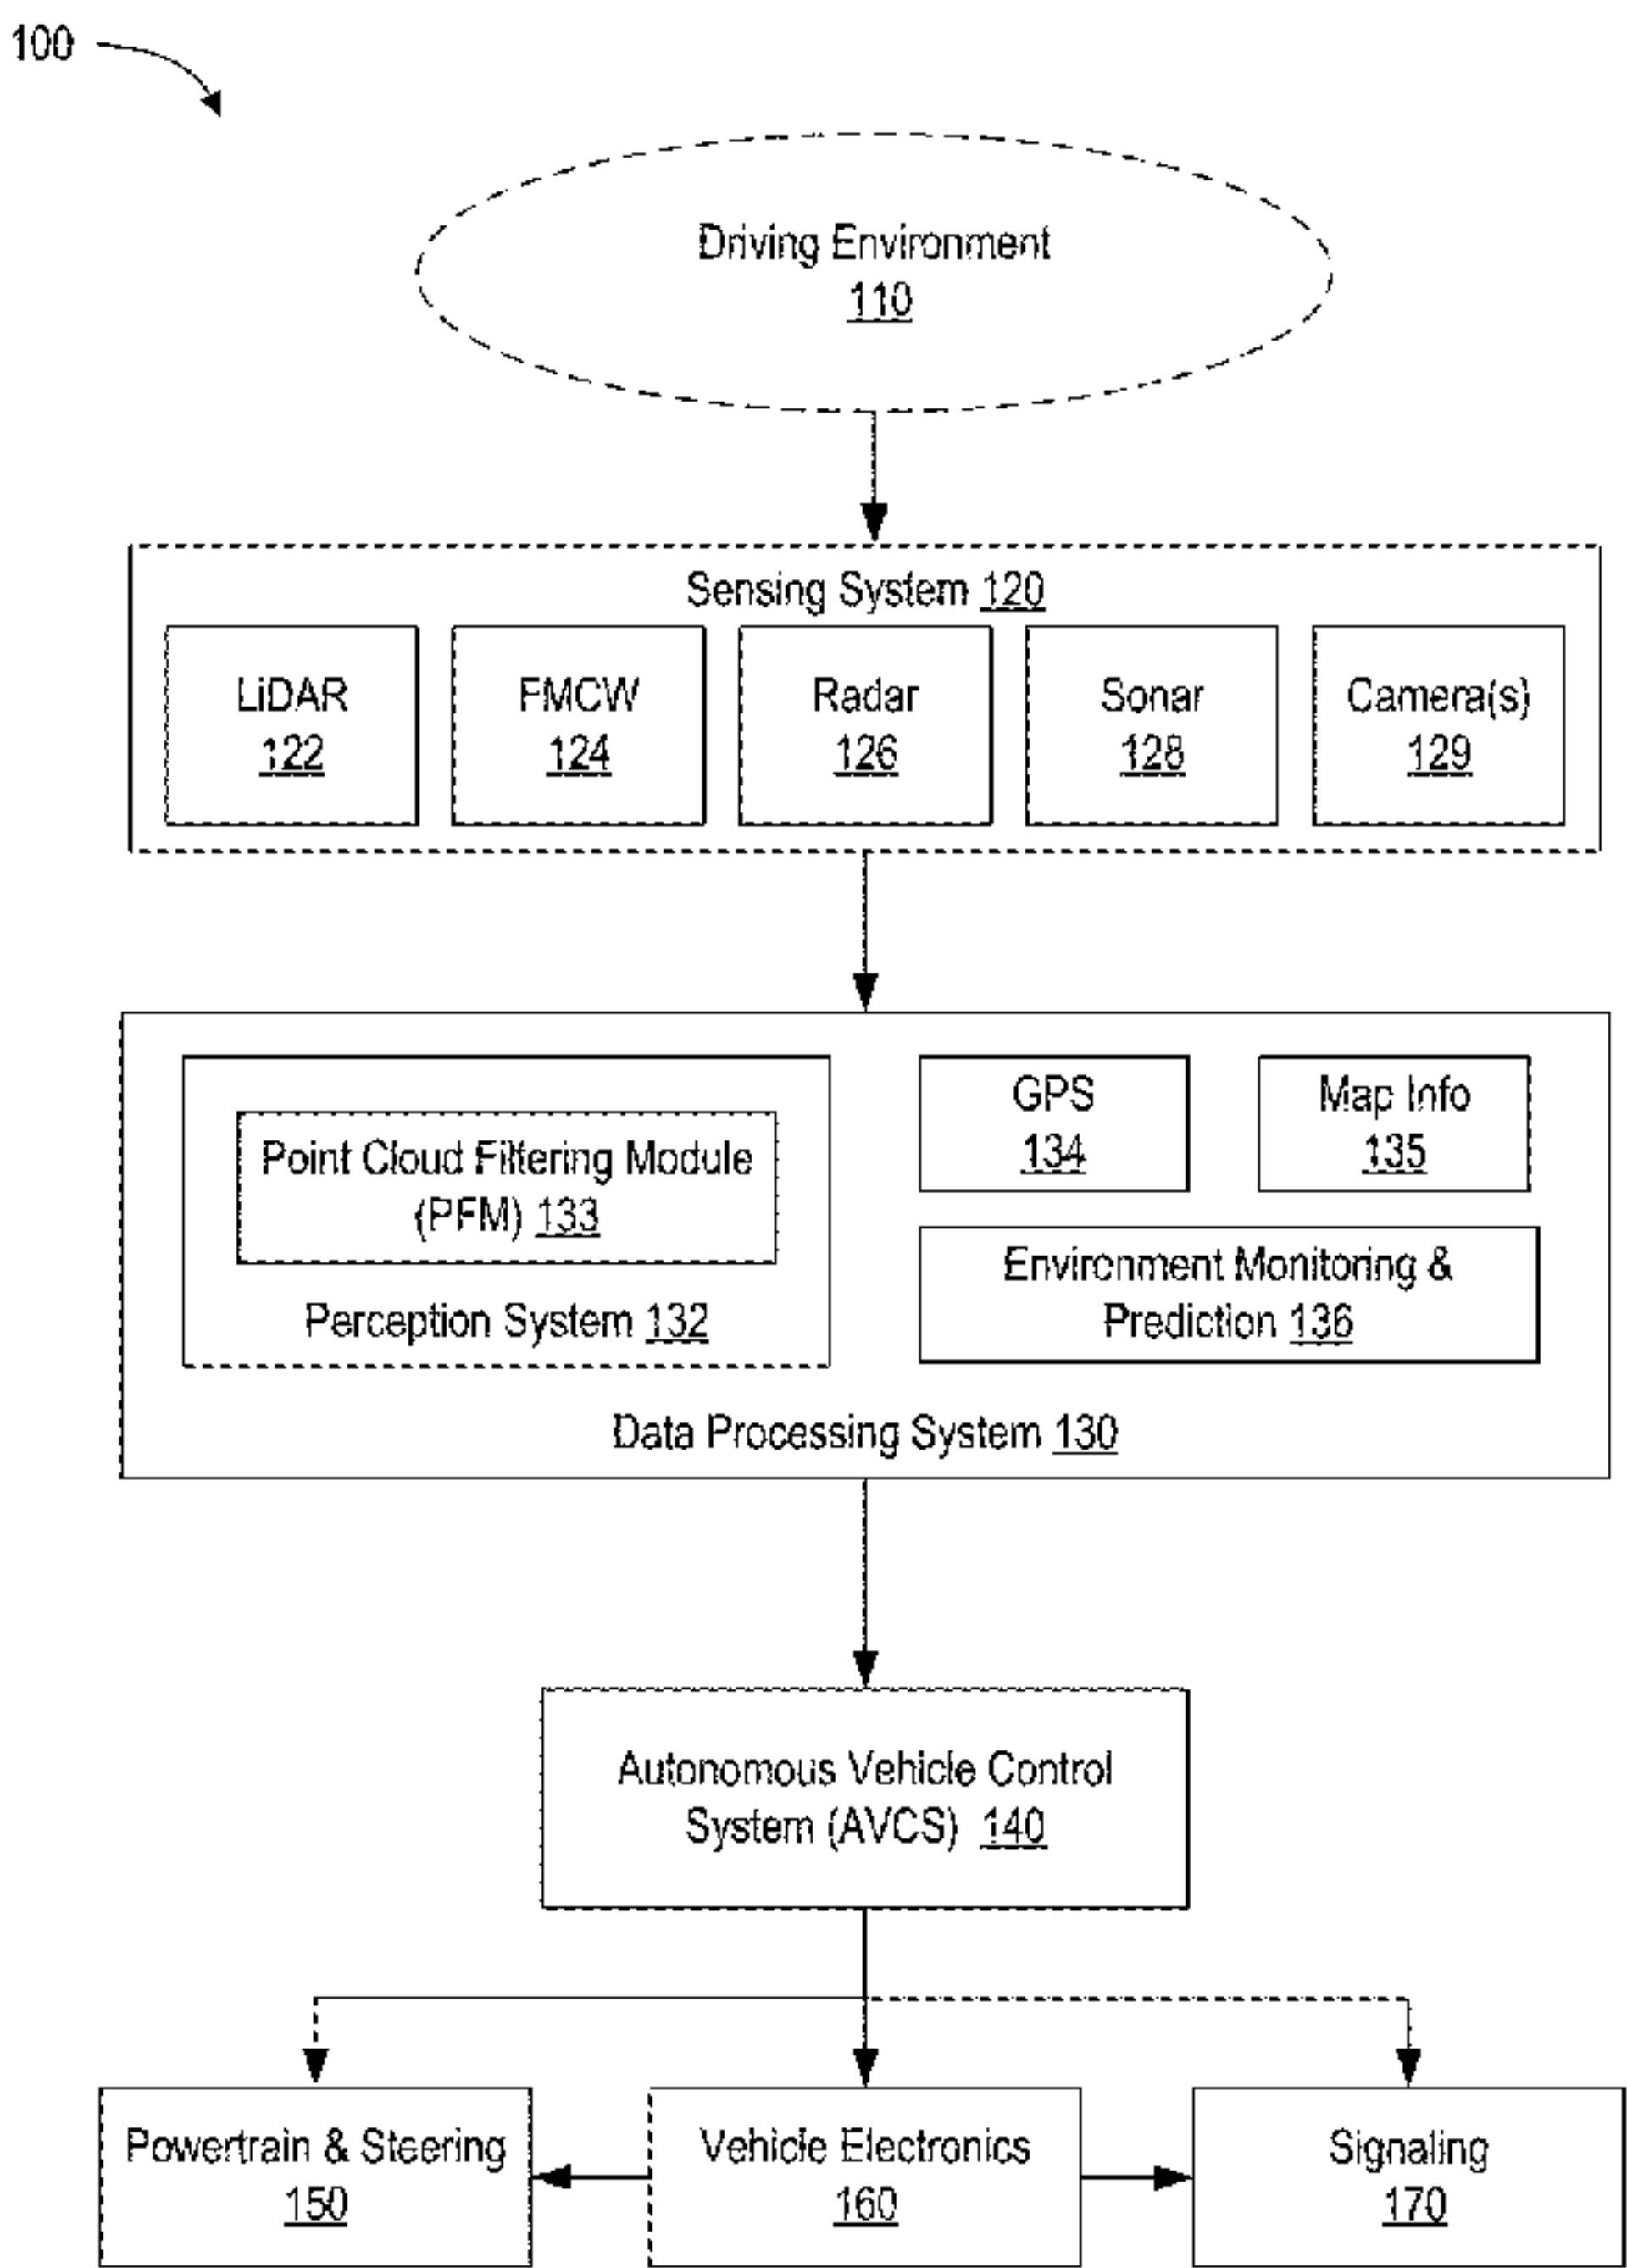 100
Driving Environment
110
Sensing System 120
LiDAR
122
FMCW
124
Radar
126
Sonar
128
Camera(s)
129
Point Cloud Filtering Module
(PFM) 133
Perception System 132
GPS
134
Map Info
135
Environment Monitoring &
Prediction 136
Data Processing System 130
Autonomous Vehicle Control
System (AVCS) 140
Powertrain & Steering
150
Vehicle Electronics
160
Signaling
170